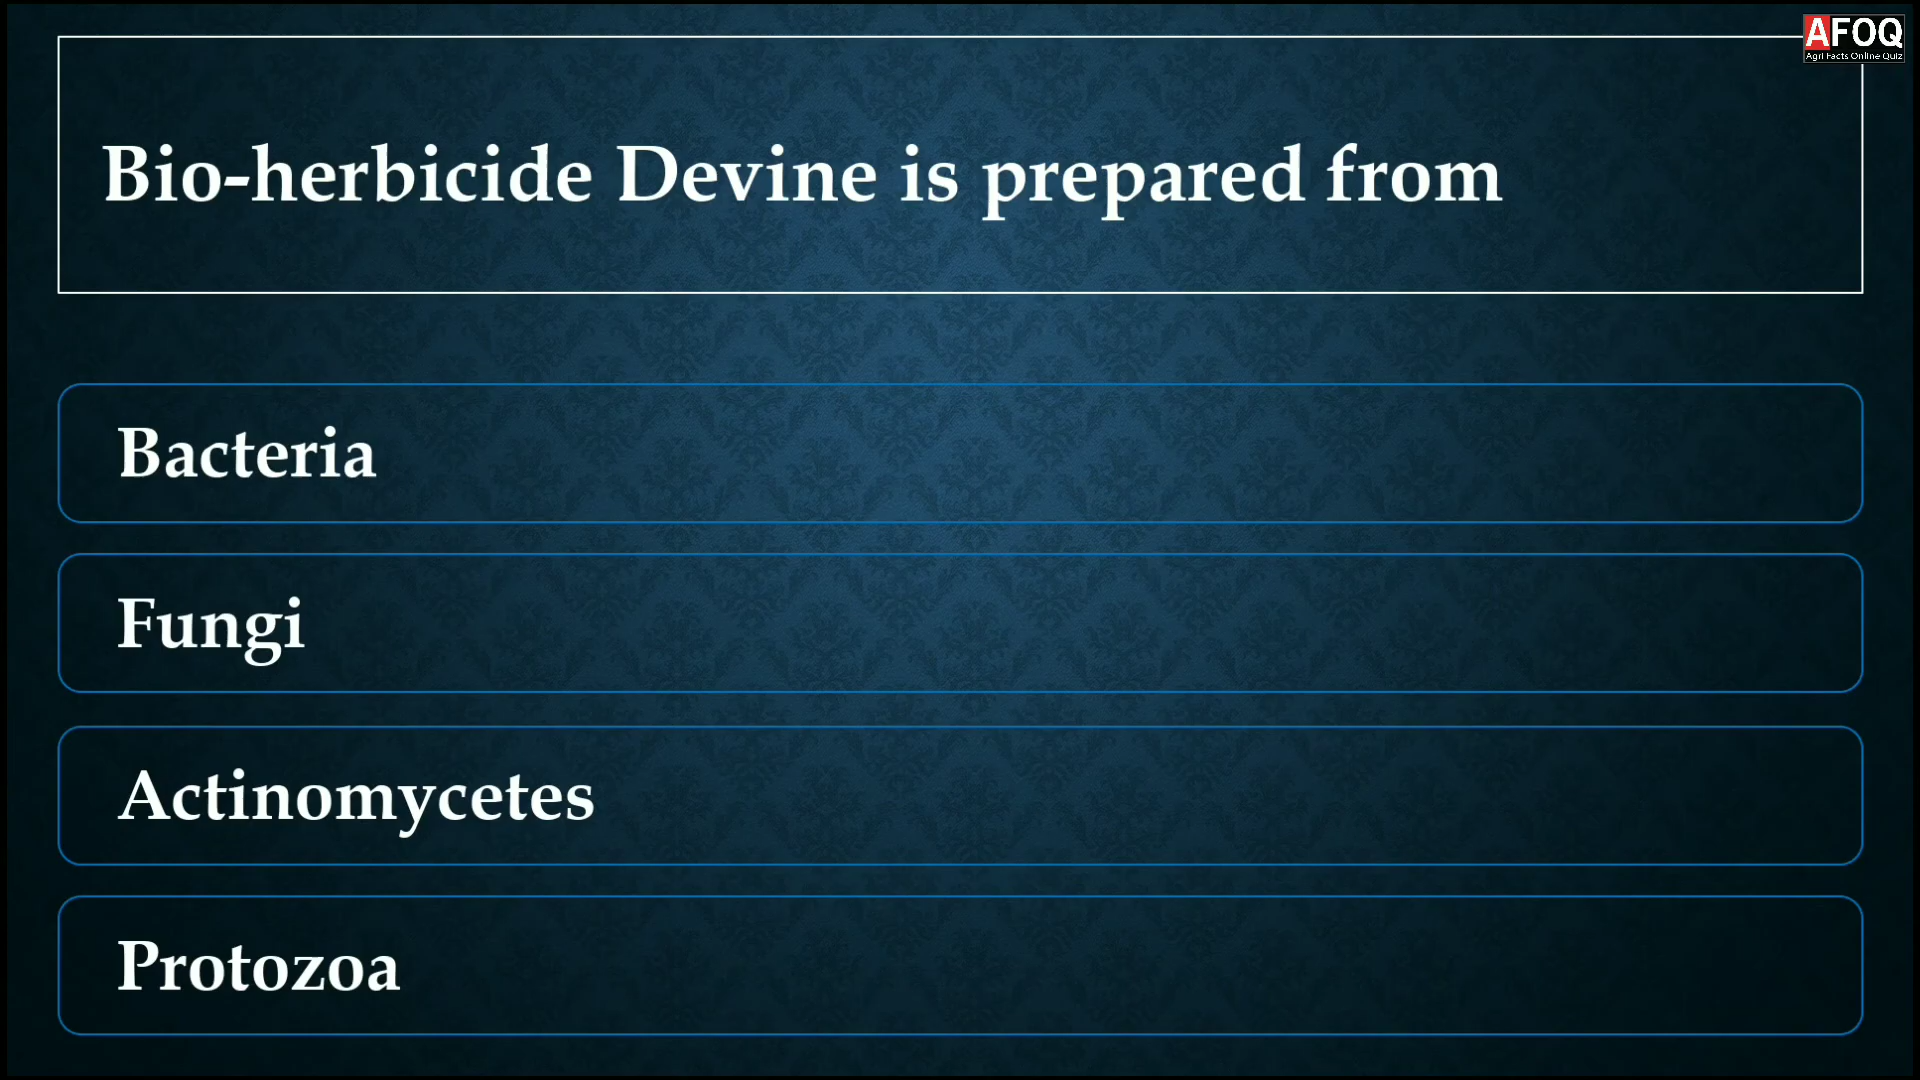 AFOQ
Agri Facts Online Quiz
Bio-herbicide Devine is prepared from
Bacteria
Fungi
Actinomycetes
Protozoa